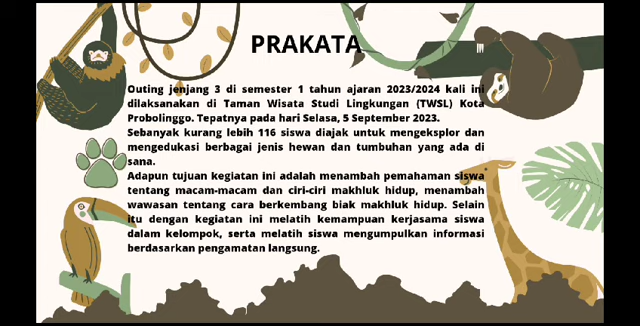 PRAKATA
Outing jenjang 3 di semester 1 tahun ajaran 2023/2024 kali ini
dilaksanakan di Taman Wisata Studi Lingkungan (TWSL) Kota
Probolinggo. Tepatnya pada hari Selasa, 5 September 2023.
Sebanyak kurang lebih 116 siswa diajak untuk mengeksplor dan
mengedukasi berbagai jenis hewan dan tumbuhan yang ada di
sana.
Adapun tujuan kegiatan ini adalah menambah pemahaman siswa
tentang macam-macam dan ciri-ciri makhluk hidup, menambah
wawasan tentang cara berkembang biak makhluk hidup. Selain
itu dengan kegiatan ini melatih kemampuan kerjasama siswa
dalam kelompok, serta melatih siswa mengumpulkan informasi
berdasarkan pengamatan langsung.